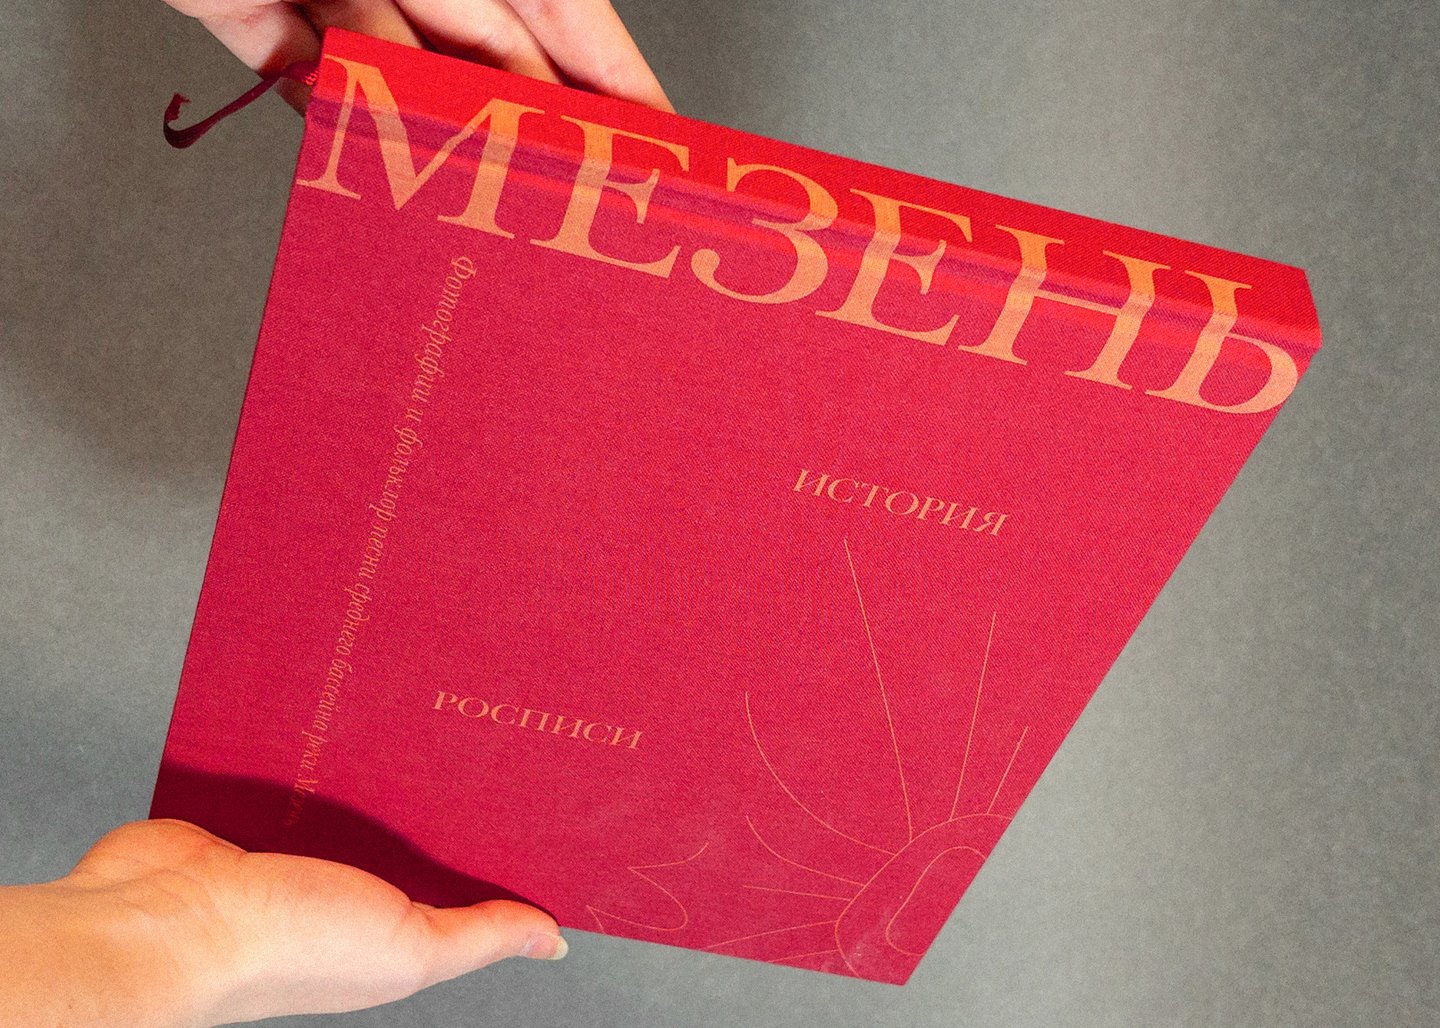 МЕЗЕНЬ
Фотографии и фольклор песни среднего бассейна реки Мезень
ИСТОРИЯ
РОСПИСИ